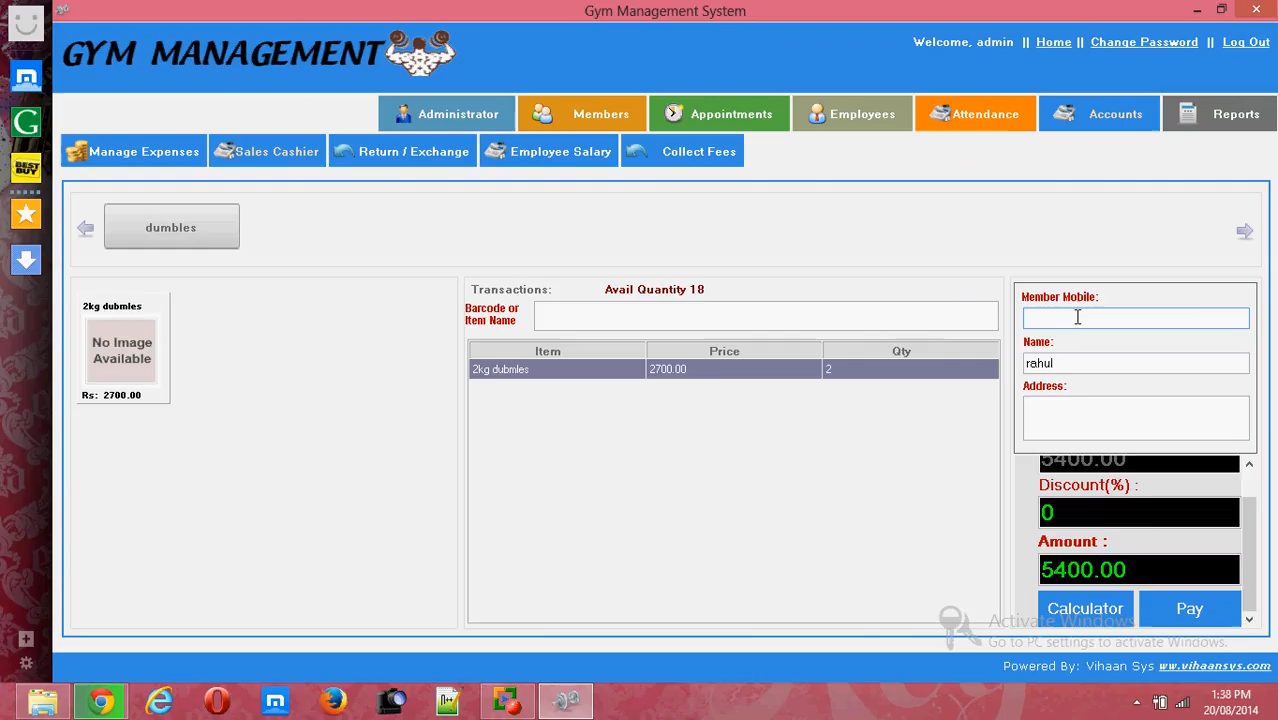 Gym Management System
GYM MANAGEMENT
Welcome, admin || Home || Change Password || Log Out
Administrator Members Appointments Employees Attendance Accounts Reports
Manage Expenses Sales Cashier Return / Exchange Employee Salary Collect Fees
dumbles
Transactions: Avail Quantity 18
Barcode or
Item Name
Item Price Qty
2kg dubmles 2700.00 2
2kg dubmles
No Image
Available
Rs: 2700.00
Member Mobile:
Name:
rahul
Address:
5400.00
Discount(%) :
0
Amount :
5400.00
Calculator Pay
Activate Windows
Go to PC settings to activate Windows.
Powered By: Vihaan Sys www.vihaansys.com
G
BEST
BUY
1:38 PM
20/08/2014